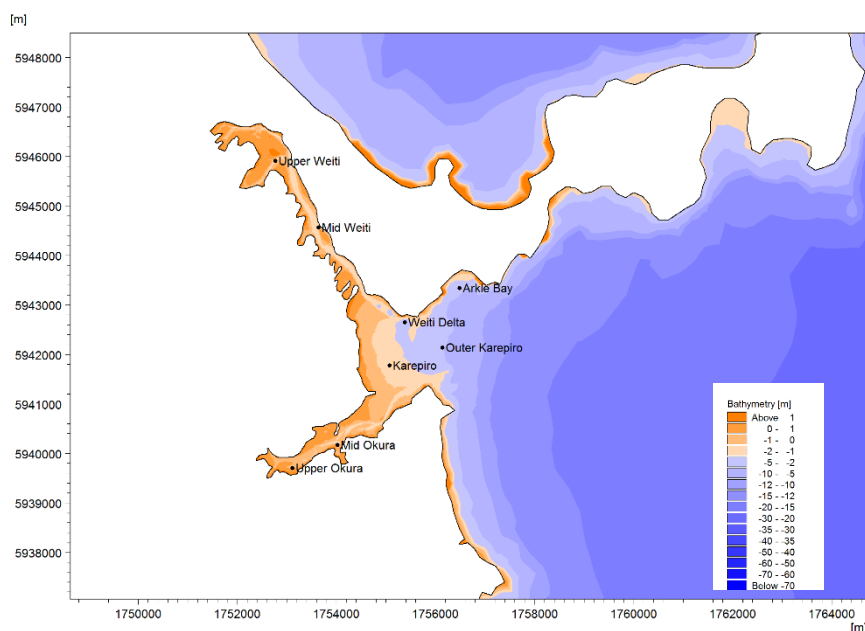 [m]
5948000
5947000
5946000
5945000
5944000
5943000
5942000
5941000
5940000
5939000
5938000
Upper Weiti
Mid Weiti
Arkle Bay
Weiti Delta
Outer Karepiro
Karepiro
Mid Okura
Upper Okura
Bathymetry [m]
Above 1
0 - 1
-1 - 0
-2 - -1
-5 - -2
-10 - -5
-12 - -10
-15 - -12
-20 - -15
-30 - -20
-35 - -30
-40 - -35
-50 - -40
-60 - -50
-70 - -60
Below -70
1750000 1752000 1754000 1756000 1758000 1760000 1762000 1764000
[m]